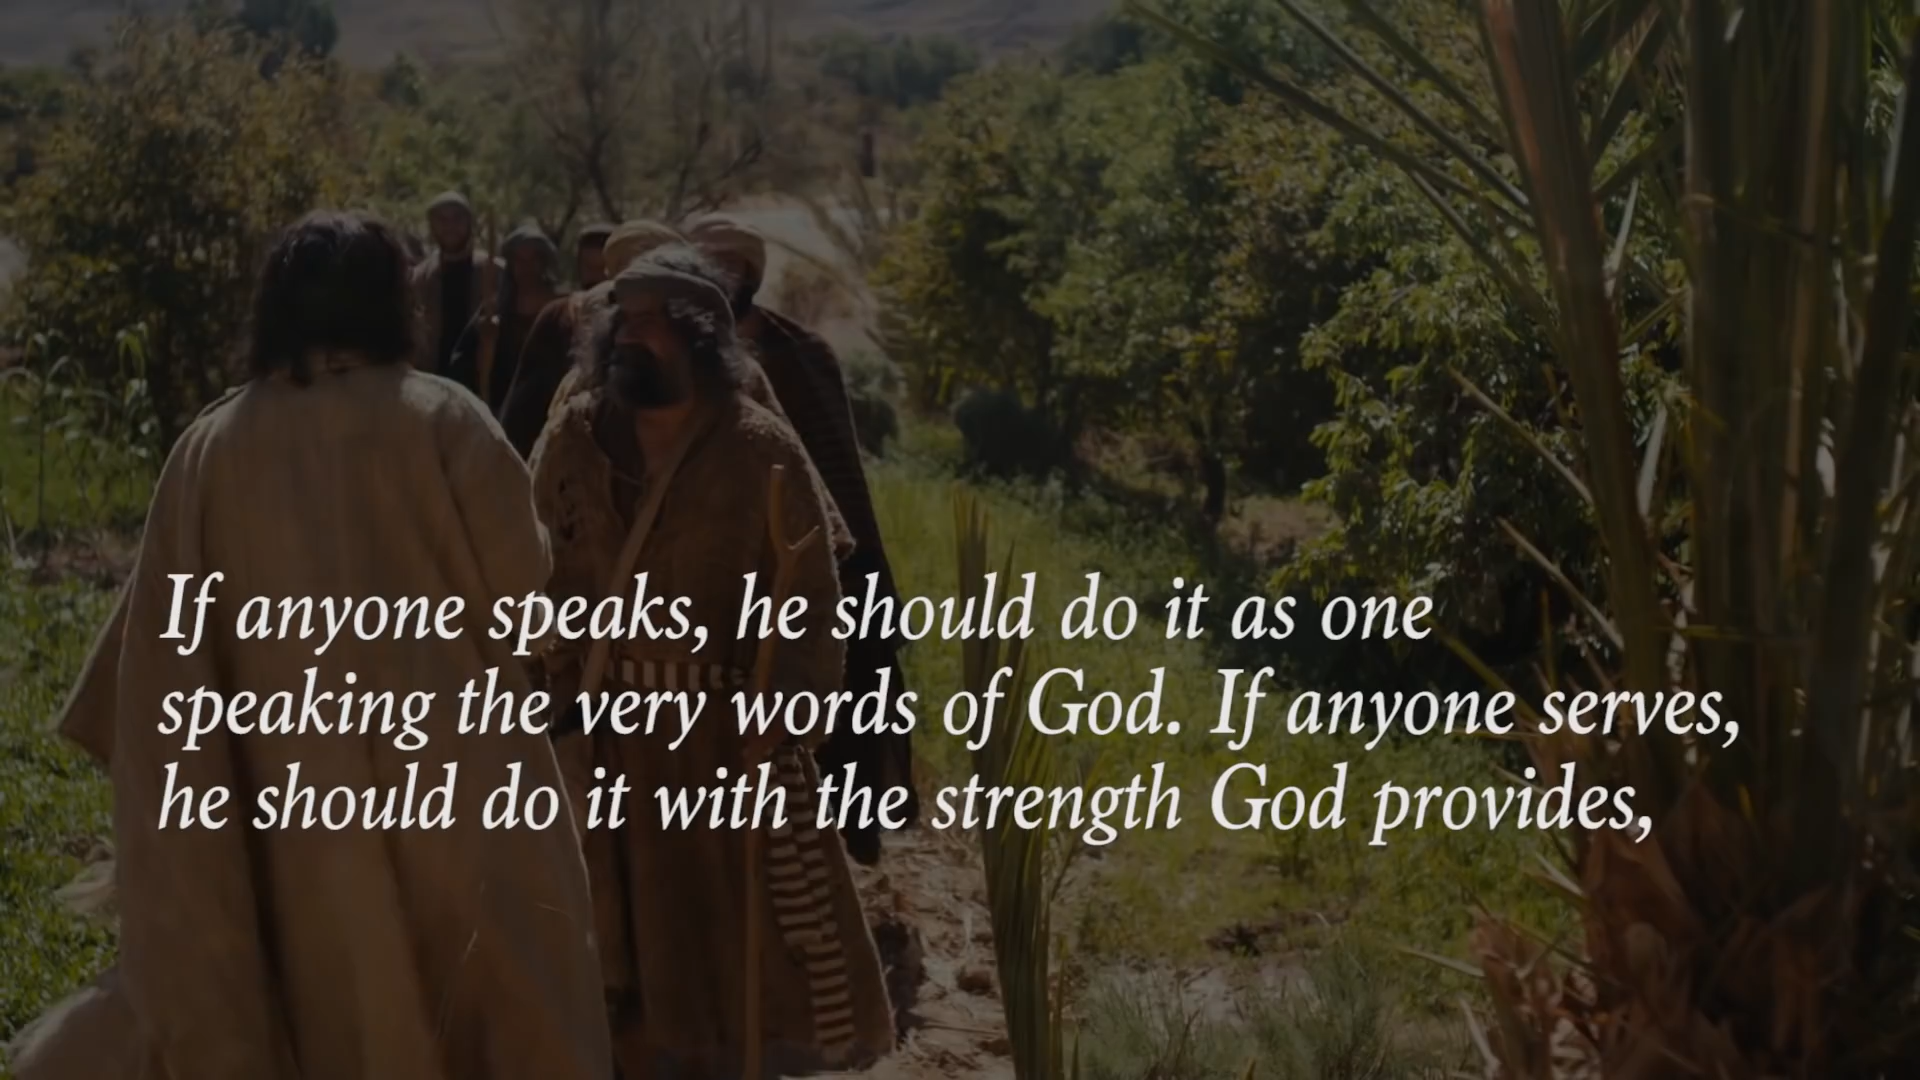 If anyone speaks, he should do it as one
speaking the very words of God. If anyone serves,
he should do it with the strength God provides,